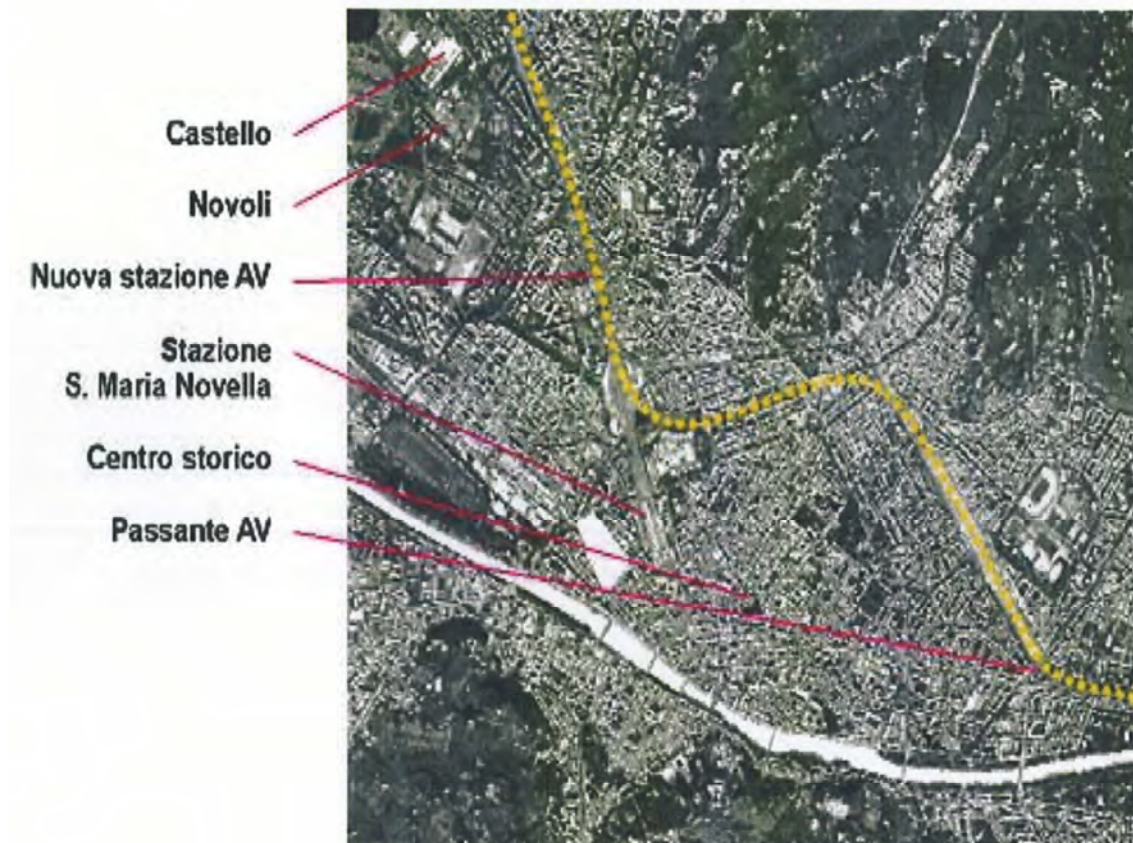 Castello
Novoli
Nuova stazione AV
Stazione
S. Maria Novella
Centro storico
Passante AV